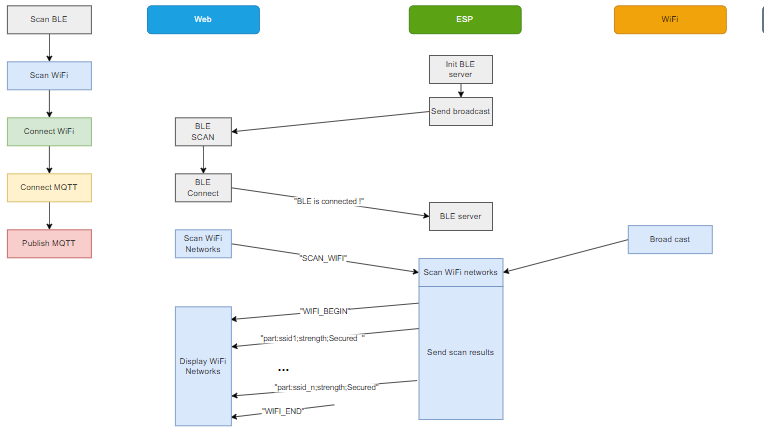 Scan BLE
Scan WiFi
Connect WiFi
Connect MQTT
Publish MQTT
Web
ESP
WiFi
Init BLE
server
Send broadcast
BLE
SCAN
BLE
Connect
"BLE is connected !"
BLE server
Scan WiFi
Networks
"SCAN_WIFI"
Broad cast
Scan WiFi networks
"WIFI_BEGIN"
"part:ssid1;strength;Secured "
Display WiFi
Networks
Send scan results
...
"part:ssid_n;strength;Secured"
"WIFI_END"